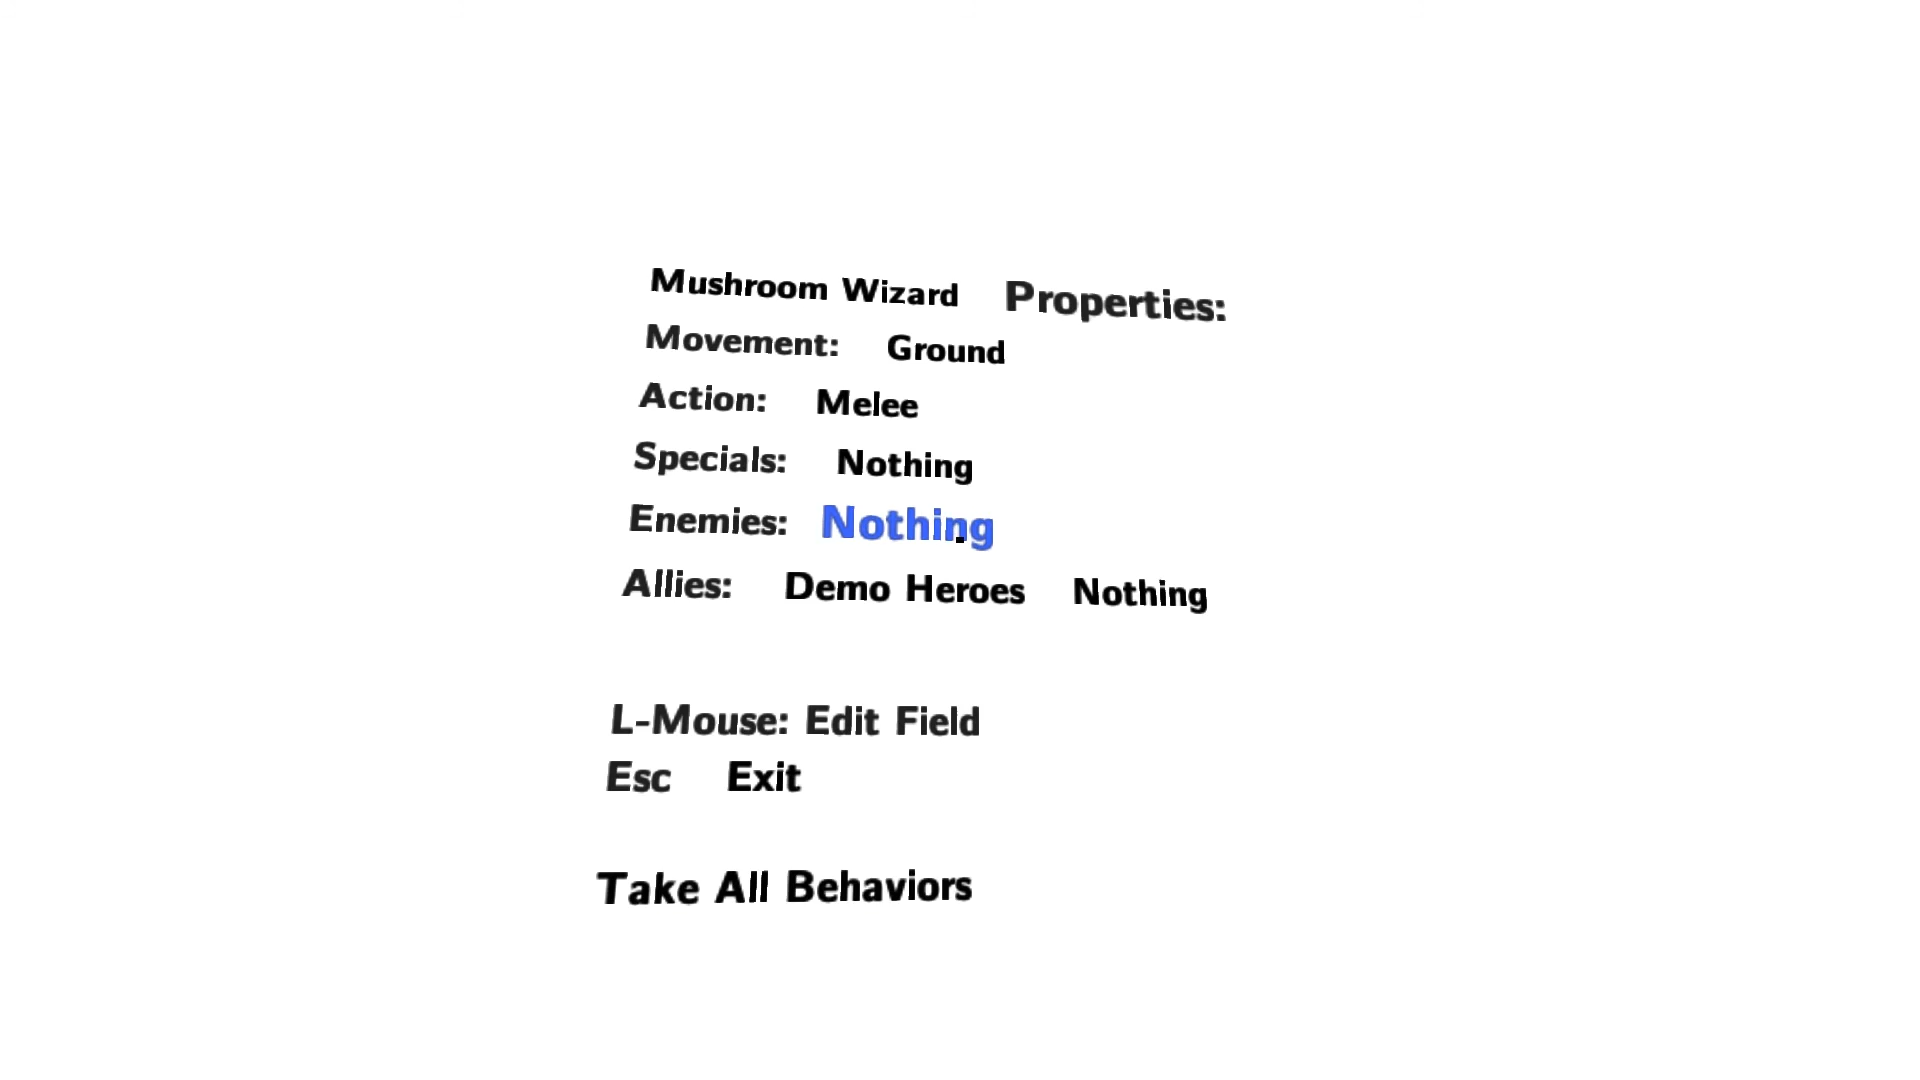 Mushroom Wizard Properties:
Movement: Ground
Action: Melee
Specials: Nothing
Enemies: Nothing
Allies: Demo Heroes Nothing
L-Mouse: Edit Field
Esc Exit
Take All Behaviors